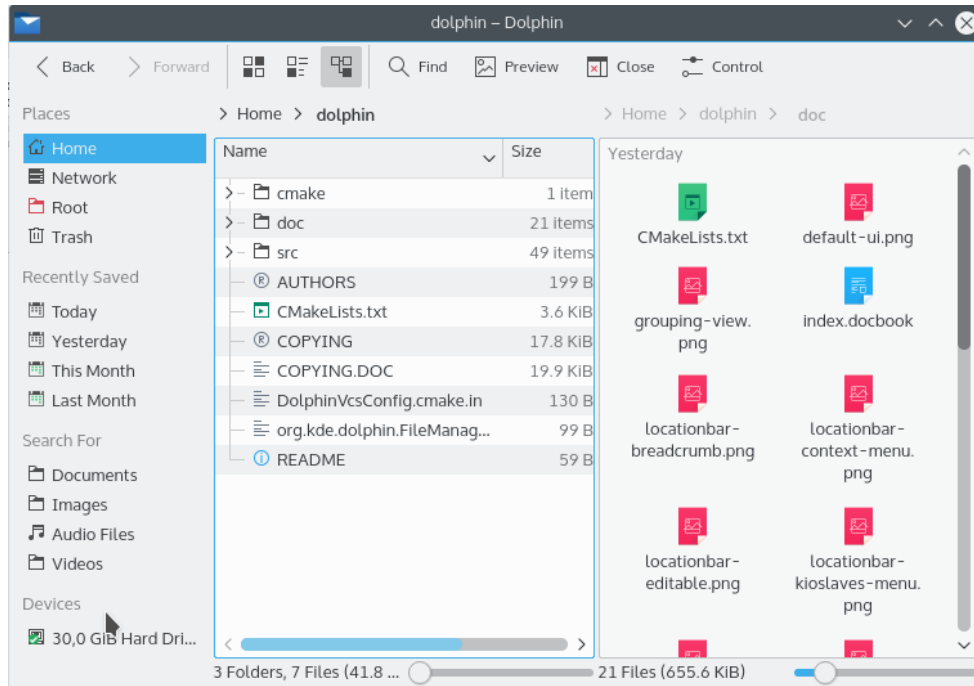 dolphin – Dolphin
Back Forward Find Preview Close Control
Places
Home
Network
Root
Trash
Recently Saved
Today
Yesterday
This Month
Last Month
Search For
Documents
Images
Audio Files
Videos
Devices
30,0 GiB Hard Dri...
> Home > dolphin
Name Size
cmake 1 item
doc 21 items
src 49 items
AUTHORS 199 B
CMakeLists.txt 3.6 KiB
COPYING 17.8 KiB
COPYING.DOC 19.9 KiB
DolphinVcsConfig.cmake.in 130 B
org.kde.dolphin.FileManag... 99 B
README 59 B
3 Folders, 7 Files (41.8 ...
> Home > dolphin > doc
Yesterday
CMakeLists.txt default-ui.png
grouping-view.
png
index.docbook
locationbar-
breadcrumb.png
locationbar-
context-menu.
png
locationbar-
editable.png
locationbar-
kioslaves-menu.
png
21 Files (655.6 KiB)